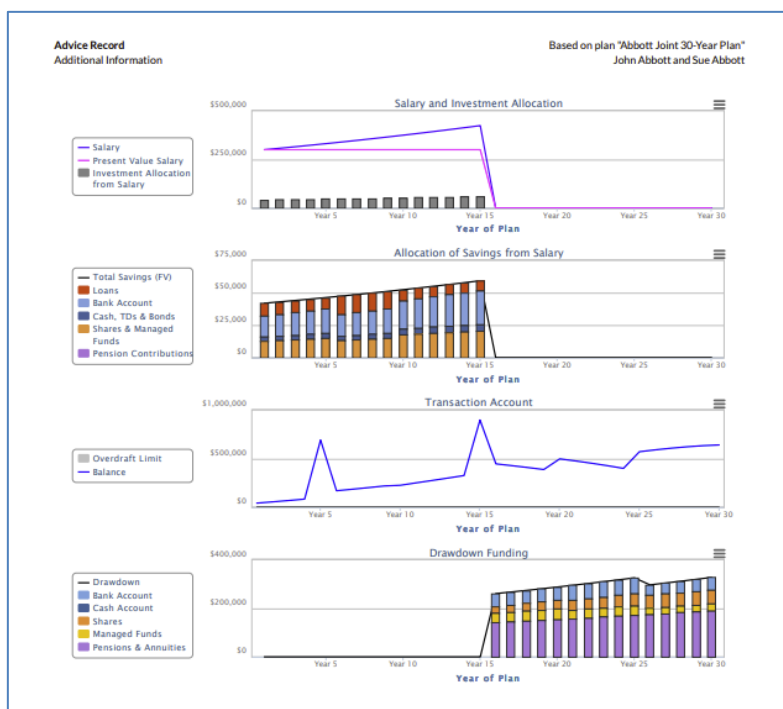 Advice Record
Additional Information
Based on plan "Abbott Joint 30-Year Plan"
John Abbott and Sue Abbott
Salary and Investment Allocation
$500,000
$250,000
$0
Salary
Present Value Salary
Investment Allocation
from Salary
Year 5
Year 10
Year 15
Year 20
Year 25
Year 30
Year of Plan
Allocation of Savings from Salary
$75,000
$50,000
$25,000
$0
Total Savings (FV)
Loans
Bank Account
Cash, TDs & Bonds
Shares & Managed
Funds
Pension Contributions
Year 5
Year 10
Year 15
Year 20
Year 25
Year 30
Year of Plan
Transaction Account
$1,000,000
$500,000
$0
Overdraft Limit
Balance
Year 5
Year 10
Year 15
Year 20
Year 25
Year 30
Year of Plan
Drawdown Funding
$400,000
$200,000
$0
Drawdown
Bank Account
Cash Account
Shares
Managed Funds
Pensions & Annuities
Year 5
Year 10
Year 15
Year 20
Year 25
Year 30
Year of Plan